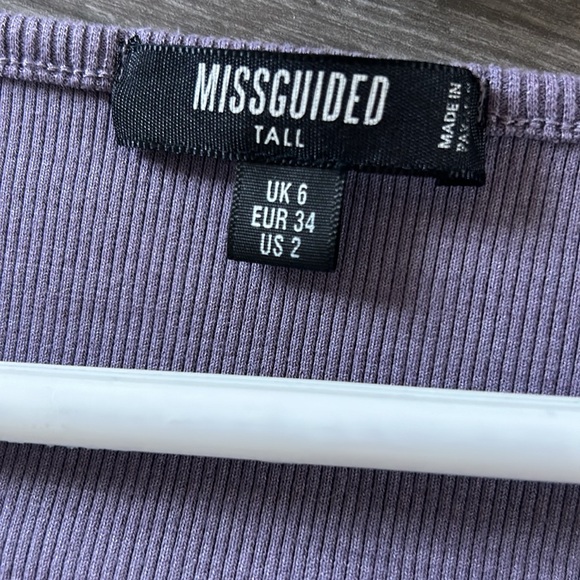 MISSGUIDED
TALL
MADE IN
UK 6
EUR 34
US 2